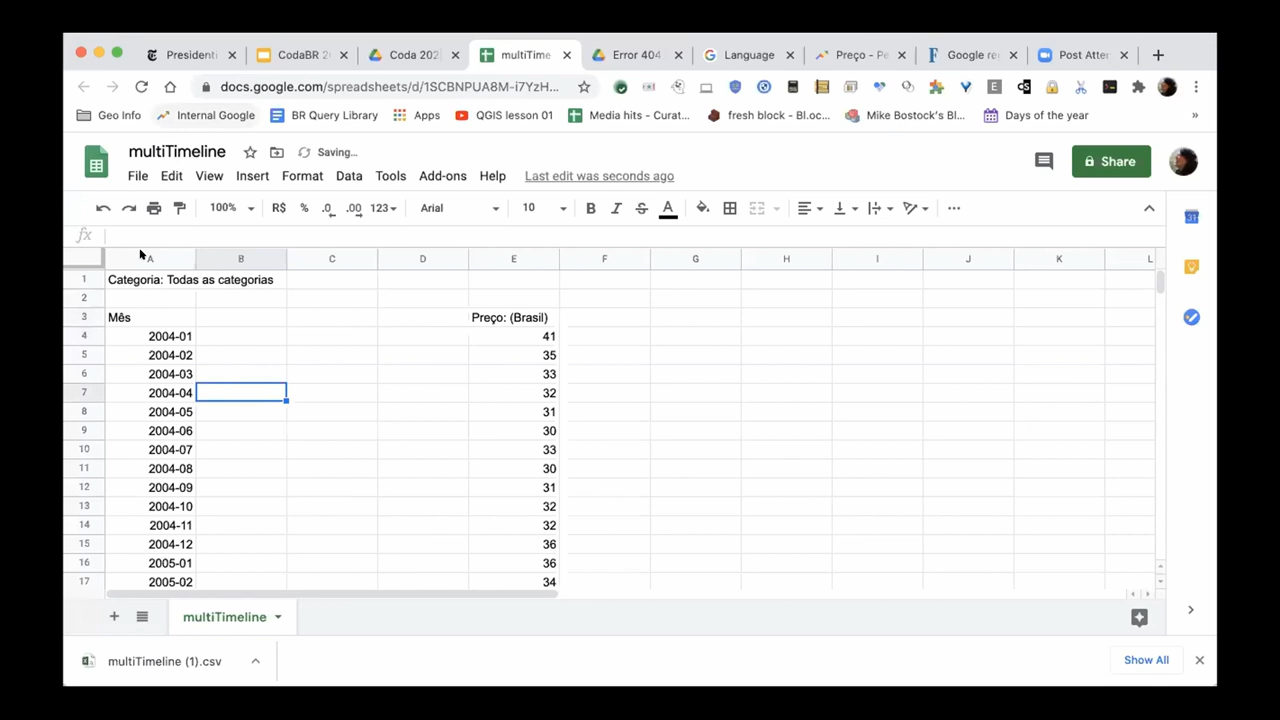 Presidenti
CodaBR 2
Coda 202
multiTime
Error 404
Language
Preço - Pe
Google re
Post Atter
docs.google.com/spreadsheets/d/1SCBNPUA8M-i7YzH...
Geo Info
Internal Google
BR Query Library
Apps
QGIS lesson 01
Media hits - Curat...
fresh block - Bl.oc...
Mike Bostock's Bl...
Days of the year
»
multiTimeline
Saving...
File Edit View Insert Format Data Tools Add-ons Help Last edit was seconds ago
Share
100% R$ % .0 .00 123 Arial 10 B I S A
fx
A B C D E F G H I J K L
1 Categoria: Todas as categorias
2
3 Mês Preço: (Brasil)
4 2004-01 41
5 2004-02 35
6 2004-03 33
7 2004-04 32
8 2004-05 31
9 2004-06 30
10 2004-07 33
11 2004-08 30
12 2004-09 31
13 2004-10 32
14 2004-11 32
15 2004-12 36
16 2005-01 36
17 2005-02 34
multiTimeline
multiTimeline (1).csv
Show All